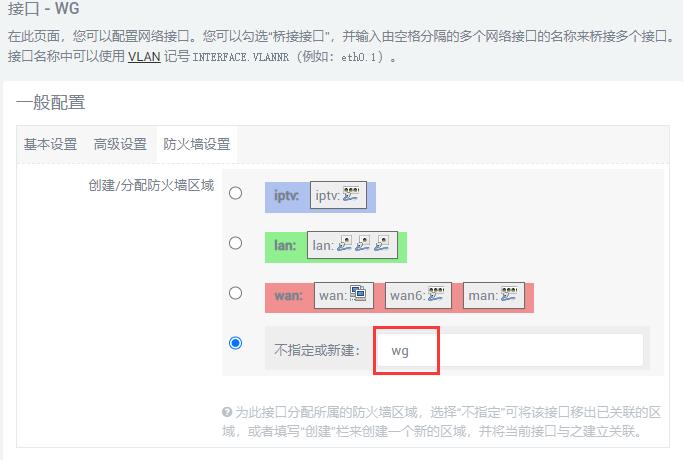 接口 - WG
在此页面，您可以配置网络接口。您可以勾选“桥接接口”，并输入由空格分隔的多个网络接口的名称来桥接多个接口。
接口名称中可以使用 VLAN 记号 INTERFACE.VLANNR（例如：eth0.1）。
一般配置
基本设置 高级设置 防火墙设置
创建/分配防火墙区域
iptv: iptv:
lan: lan:
wan: wan: wan6: man:
不指定或新建： wg
为此接口分配所属的防火墙区域，选择“不指定”可将该接口移出已关联的区
域，或者填写“创建”栏来创建一个新的区域，并将当前接口与之建立关联。